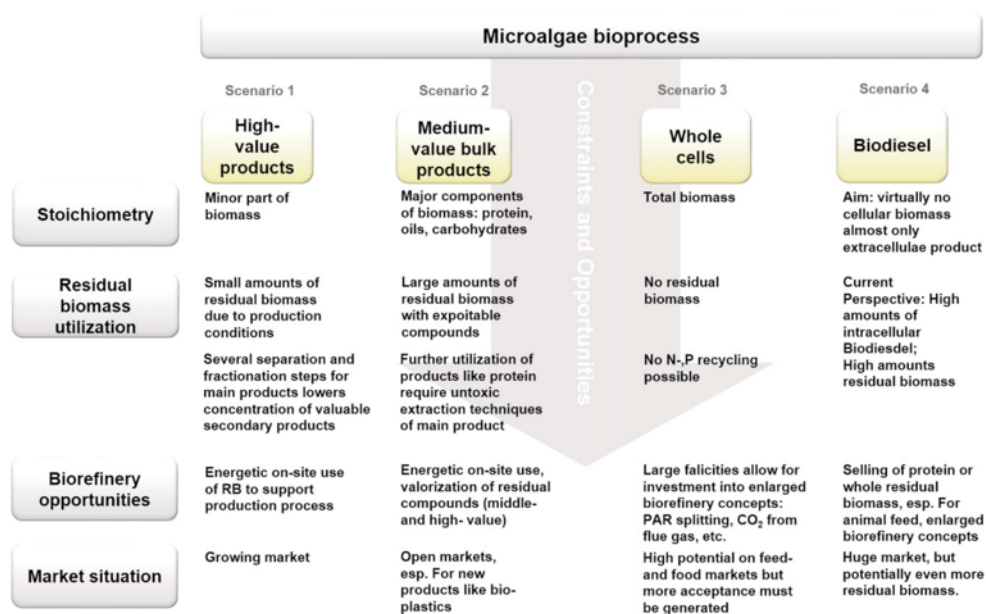 Microalgae bioprocess
Constraints and Opportunities
Scenario 1
Scenario 2
Scenario 3
Scenario 4
High-
value
products
Medium-
value bulk
products
Whole
cells
Biodiesel
Stoichiometry
Minor part of
biomass
Major components
of biomass: protein,
oils, carbohydrates
Total biomass
Aim: virtually no
cellular biomass
almost only
extracellulae product
Residual
biomass
utilization
Small amounts of
residual biomass
due to production
conditions
Several separation and
fractionation steps for
main products lowers
concentration of valuable
secondary products
Large amounts of
residual biomass
with expoitable
compounds
Further utilization of
products like protein
require untoxic
extraction techniques
of main product
No residual
biomass
No N-,P recycling
possible
Current
Perspective: High
amounts of
intracellular
Biodiesdel;
High amounts
residual biomass
Biorefinery
opportunities
Energetic on-site use
of RB to support
production process
Energetic on-site use,
valorization of residual
compounds (middle-
and high- value)
Large falicities allow for
investment into enlarged
biorefinery concepts:
PAR splitting, CO₂ from
flue gas, etc.
Selling of protein or
whole residual
biomass, esp. For
animal feed, enlarged
biorefinery concepts
Market situation
Growing market
Open markets,
esp. For new
products like bio-
plastics
High potential on feed-
and food markets but
more acceptance must
be generated
Huge market, but
potentially even more
residual biomass.